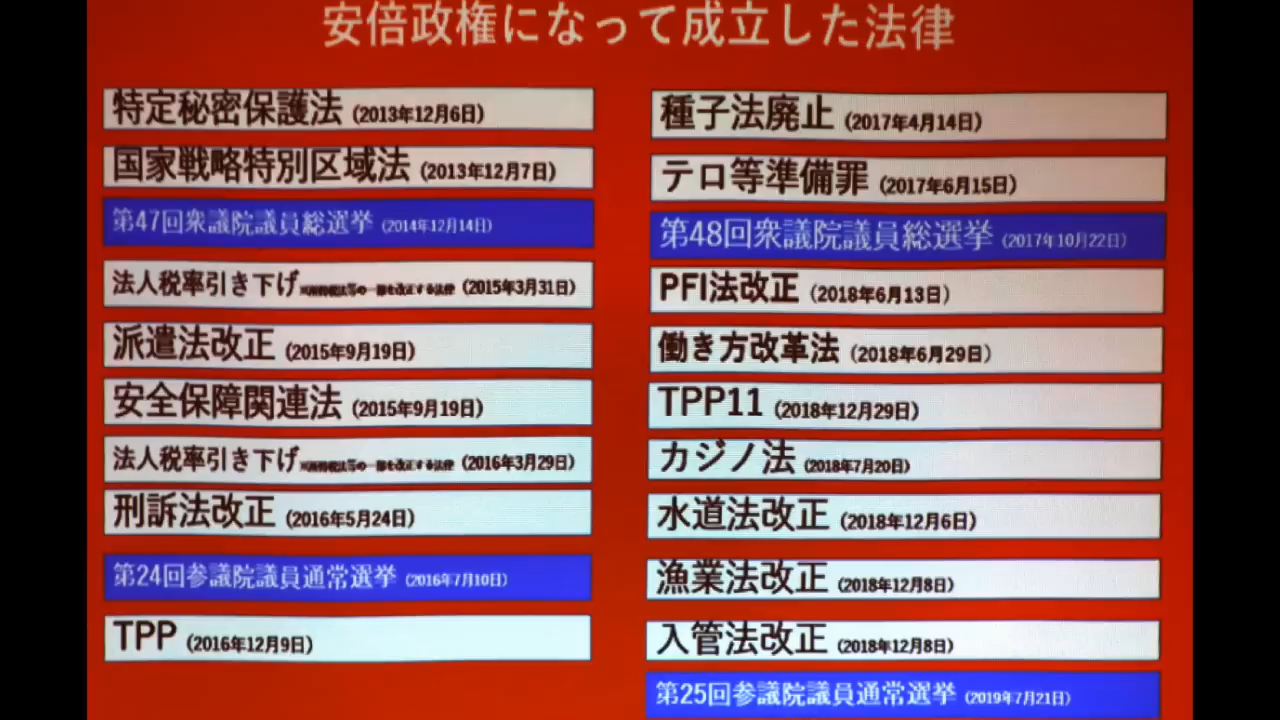 安倍政権になって成立した法律
特定秘密保護法 (2013年12月6日)
国家戦略特別区域法 (2013年12月7日)
第47回衆議院議員総選挙 (2014年12月14日)
法人税率引き下げ (2015年3月31日)
派遣法改正 (2015年9月19日)
安全保障関連法 (2015年9月19日)
法人税率引き下げ (2016年3月29日)
刑訴法改正 (2016年5月24日)
第24回参議院議員通常選挙 (2016年7月10日)
TPP (2016年12月9日)
種子法廃止 (2017年4月14日)
テロ等準備罪 (2017年6月15日)
第48回衆議院議員総選挙 (2017年10月22日)
PFI法改正 (2018年6月13日)
働き方改革法 (2018年6月29日)
TPP11 (2018年12月29日)
カジノ法 (2018年7月20日)
水道法改正 (2018年12月6日)
漁業法改正 (2018年12月8日)
入管法改正 (2018年12月8日)
第25回参議院議員通常選挙 (2019年7月21日)